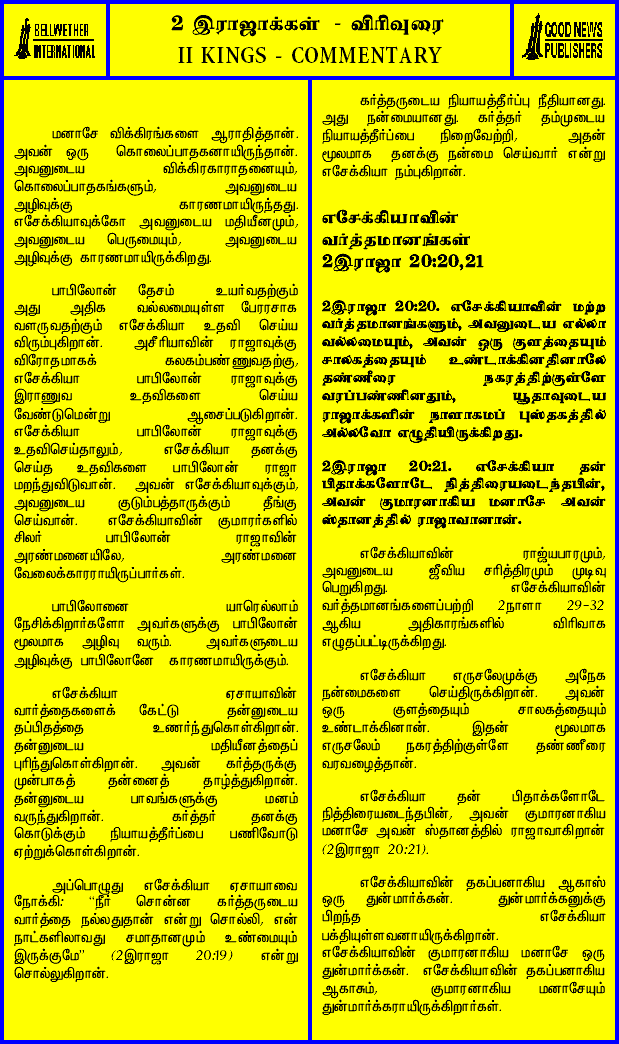 BELLWETHER
INTERNATIONAL
2 இராஜாக்கள் - விரிவுரை
II KINGS - COMMENTARY
GOOD NEWS
PUBLISHERS
மனாசே விக்கிரங்களை ஆராதித்தான்.
அவன் ஒரு கொலைப்பாதகனாயிருந்தான்.
அவனுடைய விக்கிரகாராதனையும்,
கொலைப்பாதகங்களும், அவனுடைய
அழிவுக்கு காரணமாயிருந்தது.
எசேக்கியாவுக்கோ அவனுடைய மதியீனமும்,
அவனுடைய பெருமையும், அவனுடைய
அழிவுக்கு காரணமாயிருக்கிறது.
பாபிலோன் தேசம் உயர்வதற்கும்
அது அதிக வல்லமையுள்ள பேரரசாக
வளருவதற்கும் எசேக்கியா உதவி செய்ய
விரும்புகிறான். அசீரியாவின் ராஜாவுக்கு
விரோதமாகக் கலகம்பண்ணுவதற்கு,
எசேக்கியா பாபிலோன் ராஜாவுக்கு
இராணுவ உதவிகளை செய்ய
வேண்டுமென்று ஆசைப்படுகிறான்.
எசேக்கியா பாபிலோன் ராஜாவுக்கு
உதவிசெய்தாலும், எசேக்கியா தனக்கு
செய்த உதவிகளை பாபிலோன் ராஜா
மறந்துவிடுவான். அவன் எசேக்கியாவுக்கும்,
அவனுடைய குடும்பத்தாருக்கும் தீங்கு
செய்வான். எசேக்கியாவின் குமாரர்களில்
சிலர் பாபிலோன் ராஜாவின்
அரண்மனையிலே, அரண்மனை
வேலைக்காரராயிருப்பார்கள்.
பாபிலோனை யாரெல்லாம்
நேசிக்கிறார்களோ அவர்களுக்கு பாபிலோன்
மூலமாக அழிவு வரும். அவர்களுடைய
அழிவுக்கு பாபிலோனே காரணமாயிருக்கும்.
எசேக்கியா ஏசாயாவின்
வார்த்தைகளைக் கேட்டு தன்னுடைய
தப்பிதத்தை உணர்ந்துகொள்கிறான்.
தன்னுடைய மதியீனத்தைப்
புரிந்துகொள்கிறான். அவன் கர்த்தருக்கு
முன்பாகத் தன்னைத் தாழ்த்துகிறான்.
தன்னுடைய பாவங்களுக்கு மனம்
வருந்துகிறான். கர்த்தர் தனக்கு
கொடுக்கும் நியாயத்தீர்ப்பை பணிவோடு
ஏற்றுக்கொள்கிறான்.
அப்பொழுது எசேக்கியா ஏசாயாவை
நோக்கி: “நீர் சொன்ன கர்த்தருடைய
வார்த்தை நல்லதுதான் என்று சொல்லி, என்
நாட்களிலாவது சமாதானமும் உண்மையும்
இருக்குமே” (2இராஜா 20:19) என்று
சொல்லுகிறான்.
கர்த்தருடைய நியாயத்தீர்ப்பு நீதியானது.
அது நன்மையானது. கர்த்தர் தம்முடைய
நியாயத்தீர்ப்பை நிறைவேற்றி, அதன்
மூலமாக தனக்கு நன்மை செய்வார் என்று
எசேக்கியா நம்புகிறான்.
எசேக்கியாவின்
வர்த்தமானங்கள்
2இராஜா 20:20,21
2இராஜா 20:20. எசேக்கியாவின் மற்ற
வர்த்தமானங்களும், அவனுடைய எல்லா
வல்லமையும், அவன் ஒரு குளத்தையும்
சாலகத்தையும் உண்டாக்கினதினாலே
தண்ணீரை நகரத்திற்குள்ளே
வரப்பண்ணினதும், யூதாவுடைய
ராஜாக்களின் நாளாகமப் புஸ்தகத்தில்
அல்லவோ எழுதியிருக்கிறது.
2இராஜா 20:21. எசேக்கியா தன்
பிதாக்களோடே நித்திரையடைந்தபின்,
அவன் குமாரனாகிய மனாசே அவன்
ஸ்தானத்தில் ராஜாவானான்.
எசேக்கியாவின் ராஜ்யபாரமும்,
அவனுடைய ஜீவிய சரித்திரமும் முடிவு
பெறுகிறது. எசேக்கியாவின்
வர்த்தமானங்களைப்பற்றி 2நாளா 29-32
ஆகிய அதிகாரங்களில் விரிவாக
எழுதப்பட்டிருக்கிறது.
எசேக்கியா எருசலேமுக்கு அநேக
நன்மைகளை செய்திருக்கிறான். அவன்
ஒரு குளத்தையும் சாலகத்தையும்
உண்டாக்கினான். இதன் மூலமாக
எருசலேம் நகரத்திற்குள்ளே தண்ணீரை
வரவழைத்தான்.
எசேக்கியா தன் பிதாக்களோடே
நித்திரையடைந்தபின், அவன் குமாரனாகிய
மனாசே அவன் ஸ்தானத்தில் ராஜாவாகிறான்
(2இராஜா 20:21).
எசேக்கியாவின் தகப்பனாகிய ஆகாஸ்
ஒரு துன்மார்க்கன். துன்மார்க்கனுக்கு
பிறந்த எசேக்கியா
பக்தியுள்ளவனாயிருக்கிறான்.
எசேக்கியாவின் குமாரனாகிய மனாசே ஒரு
துன்மார்க்கன். எசேக்கியாவின் தகப்பனாகிய
ஆகாசும், குமாரனாகிய மனாசேயும்
துன்மார்க்கராயிருக்கிறார்கள்.